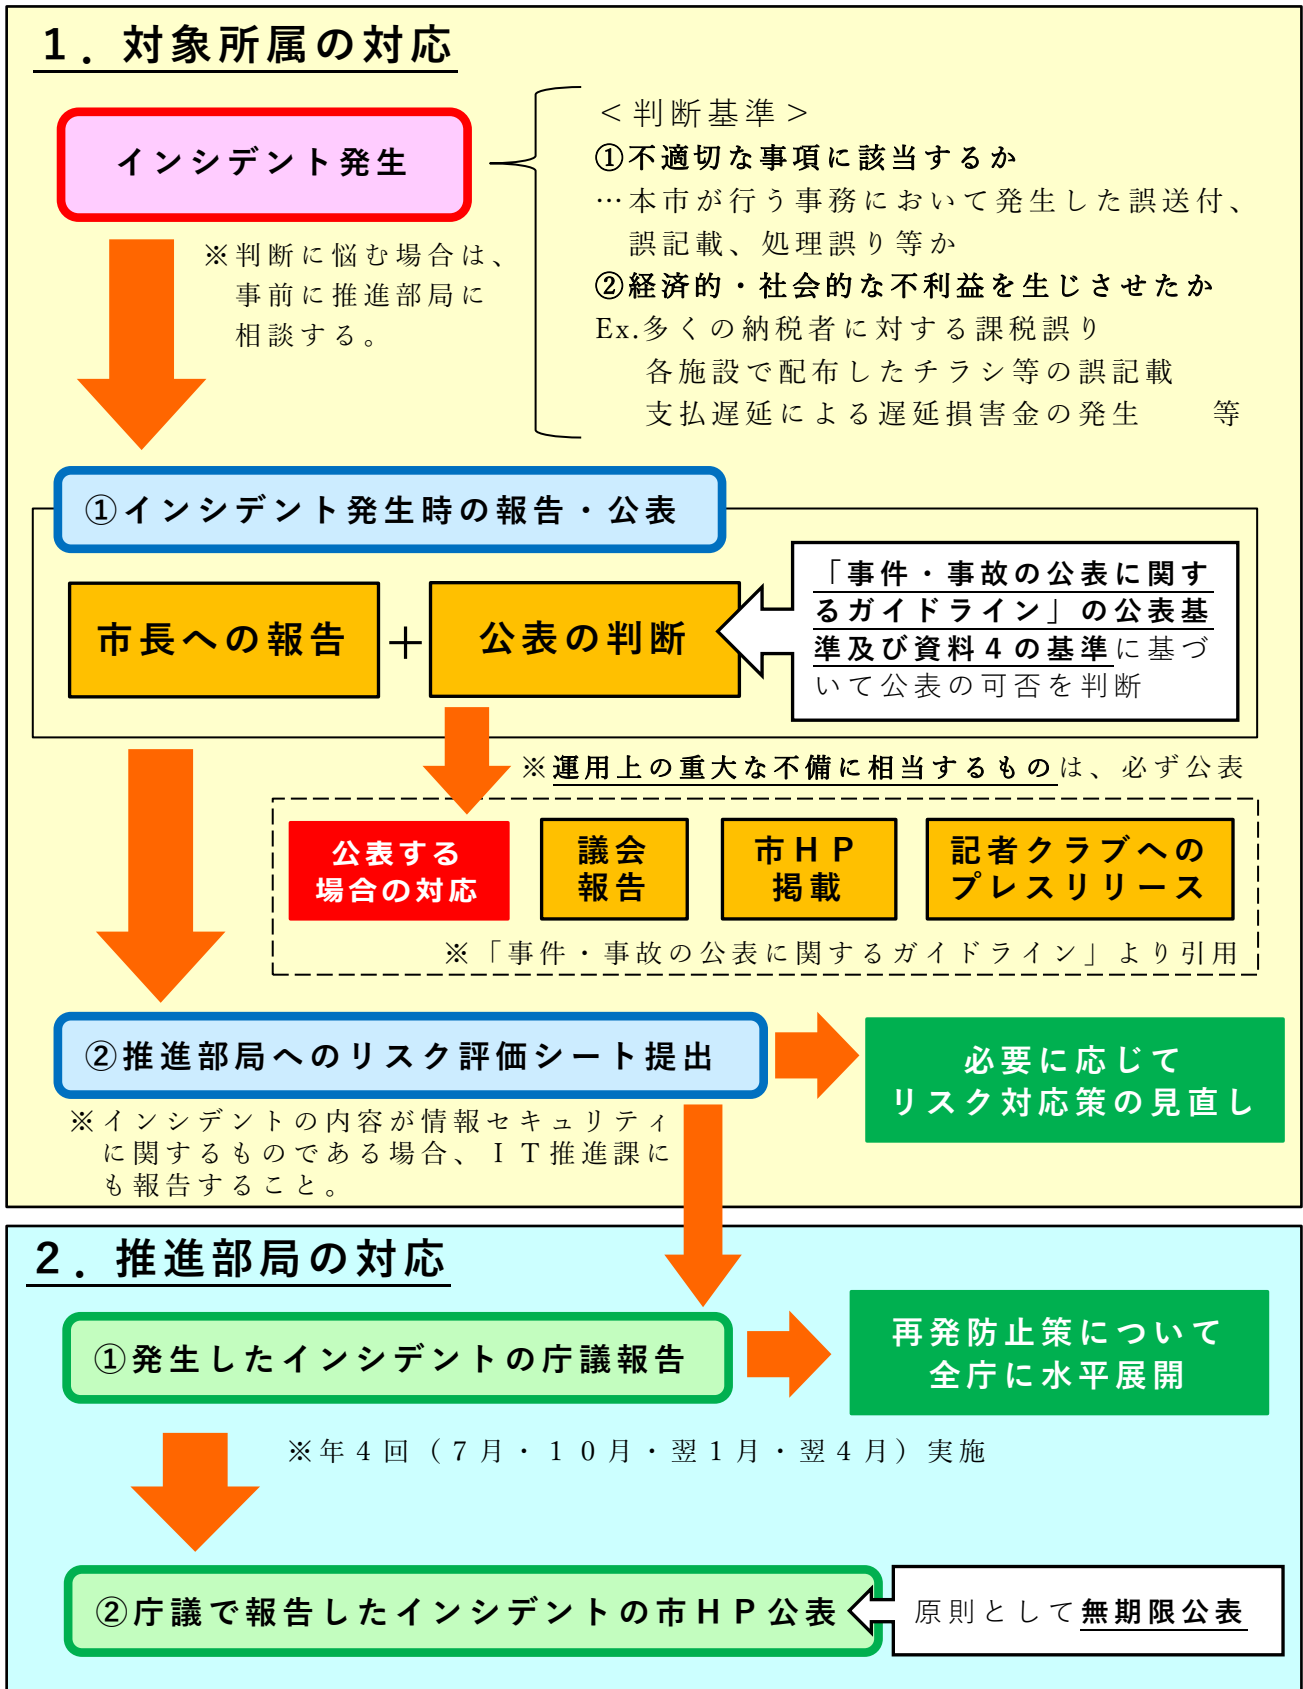 １．対象所属の対応
インシデント発生
※判断に悩む場合は、
事前に推進部局に
相談する。
＜判断基準＞
①不適切な事項に該当するか
…本市が行う事務において発生した誤送付、
誤記載、処理誤り等か
②経済的・社会的な不利益を生じさせたか
Ex.多くの納税者に対する課税誤り
各施設で配布したチラシ等の誤記載
支払遅延による遅延損害金の発生　　等
①インシデント発生時の報告・公表
市長への報告
＋
公表の判断
「事件・事故の公表に関す
るガイドライン」の公表基
準及び資料４の基準に基づ
いて公表の可否を判断
※運用上の重大な不備に相当するものは、必ず公表
公表する
場合の対応
議会
報告
市ＨＰ
掲載
記者クラブへの
プレスリリース
※「事件・事故の公表に関するガイドライン」より引用
②推進部局へのリスク評価シート提出
必要に応じて
リスク対応策の見直し
※インシデントの内容が情報セキュリティ
に関するものである場合、ＩＴ推進課に
も報告すること。
２．推進部局の対応
①発生したインシデントの庁議報告
再発防止策について
全庁に水平展開
※年４回（７月・１０月・翌１月・翌４月）実施
②庁議で報告したインシデントの市ＨＰ公表
原則として無期限公表